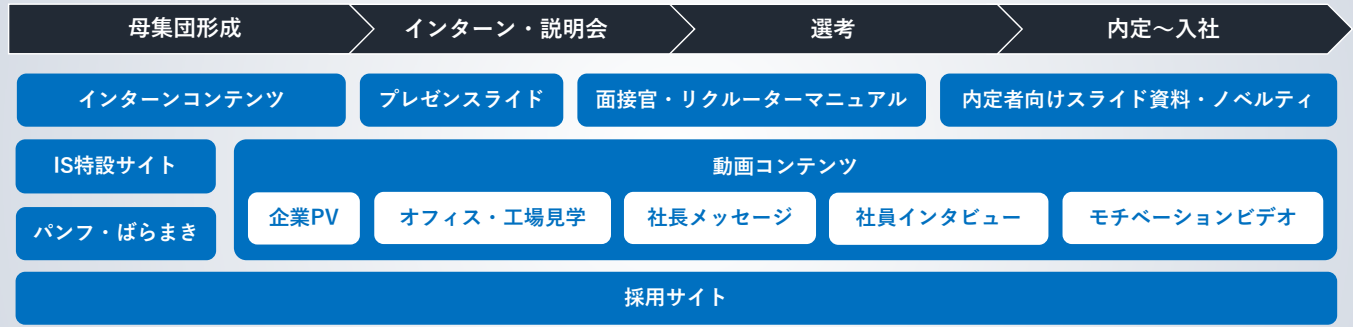 母集団形成
インターン・説明会
選考
内定～入社
インターンコンテンツ
プレゼンスライド
面接官・リクルーターマニュアル
内定者向けスライド資料・ノベルティ
IS特設サイト
動画コンテンツ
企業PV
オフィス・工場見学
社長メッセージ
社員インタビュー
モチベーションビデオ
パンフ・ばらまき
採用サイト